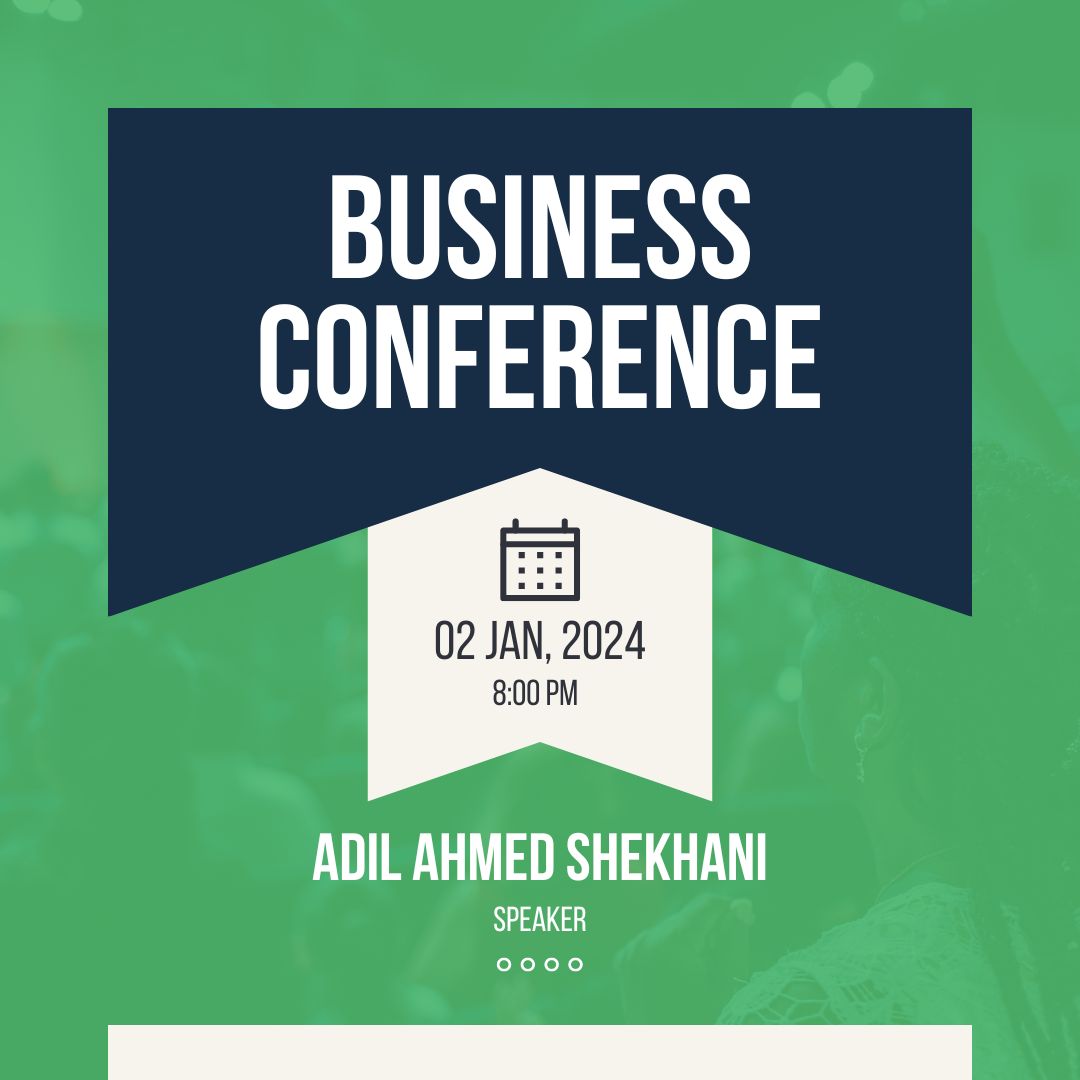 BUSINESS
CONFERENCE
02 JAN, 2024
8:00 PM
ADIL AHMED SHEKHANI
SPEAKER